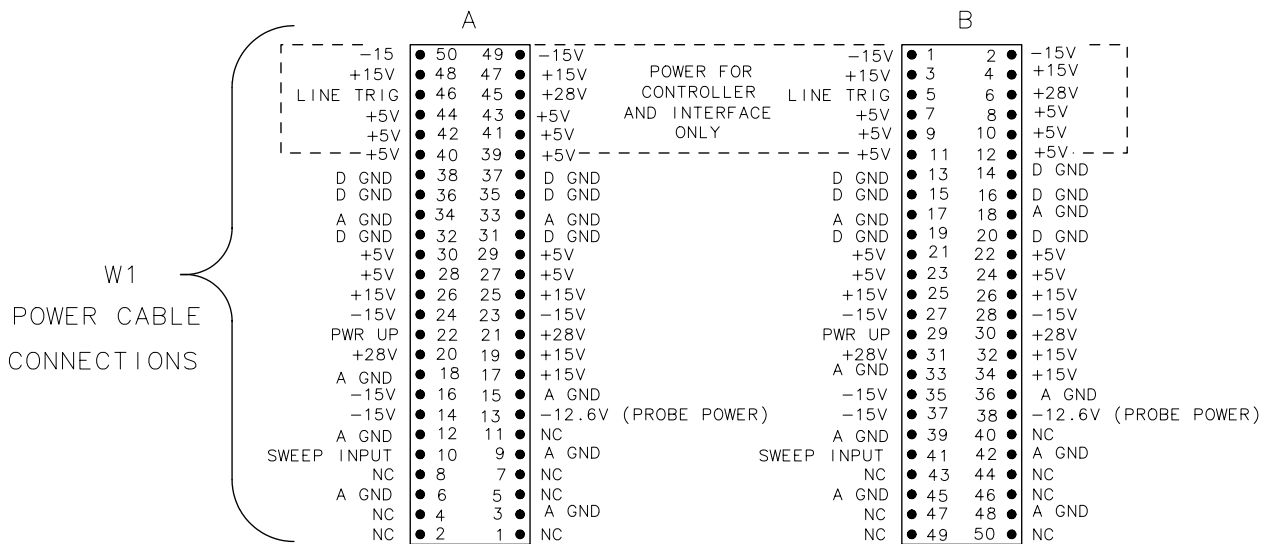 A B
-15 50 49 -15V POWER FOR -15V 1 2 -15V
+15V 48 47 +15V CONTROLLER +15V 3 4 +15V
LINE TRIG 46 45 +28V AND INTERFACE LINE TRIG 5 6 +28V
+5V 44 43 +5V ONLY +5V 7 8 +5V
+5V 42 41 +5V +5V 9 10 +5V
+5V 40 39 +5V +5V 11 12 +5V
D GND 38 37 D GND D GND 13 14 D GND
D GND 36 35 D GND D GND 15 16 D GND
A GND 34 33 A GND A GND 17 18 A GND
D GND 32 31 D GND D GND 19 20 D GND
+5V 30 29 +5V +5V 21 22 +5V
+5V 28 27 +5V +5V 23 24 +5V
+15V 26 25 +15V +15V 25 26 +15V
-15V 24 23 -15V -15V 27 28 -15V
PWR UP 22 21 +28V PWR UP 29 30 +28V
+28V 20 19 +15V +28V 31 32 +15V
A GND 18 17 +15V A GND 33 34 +15V
-15V 16 15 A GND -15V 35 36 A GND
-15V 14 13 -12.6V (PROBE POWER) -15V 37 38 -12.6V (PROBE POWER)
A GND 12 11 NC A GND 39 40 NC
SWEEP INPUT 10 9 A GND SWEEP INPUT 41 42 A GND
NC 8 7 NC NC 43 44 NC
A GND 6 5 NC A GND 45 46 NC
NC 4 3 A GND NC 47 48 A GND
NC 2 1 NC NC 49 50 NC
W1
POWER CABLE
CONNECTIONS